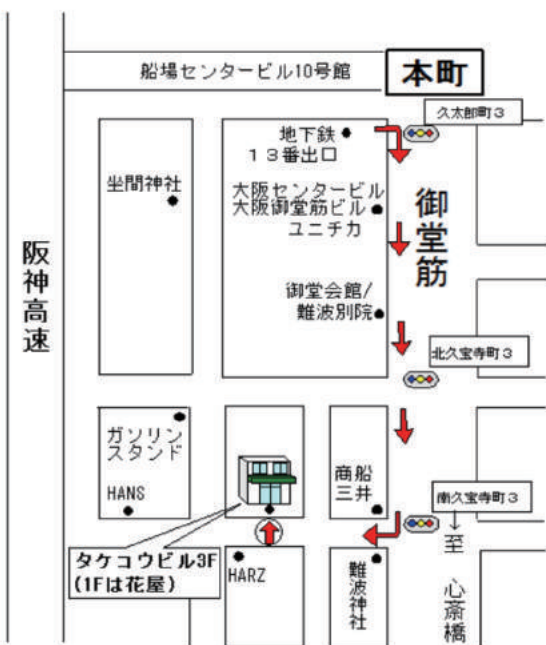 船場センタービル10号館
本町
久太郎町3
地下鉄
13番出口
坐間神社
大阪センタービル
大阪御堂筋ビル
ユニチカ
御堂筋
阪神高速
御堂会館/
難波別院
北久宝寺町3
ガソリン
スタンド
HANS
商船
三井
南久宝寺町3
↓至 心斎橋
タケコウビル3F
(1Fは花屋)
HARZ
難波神社